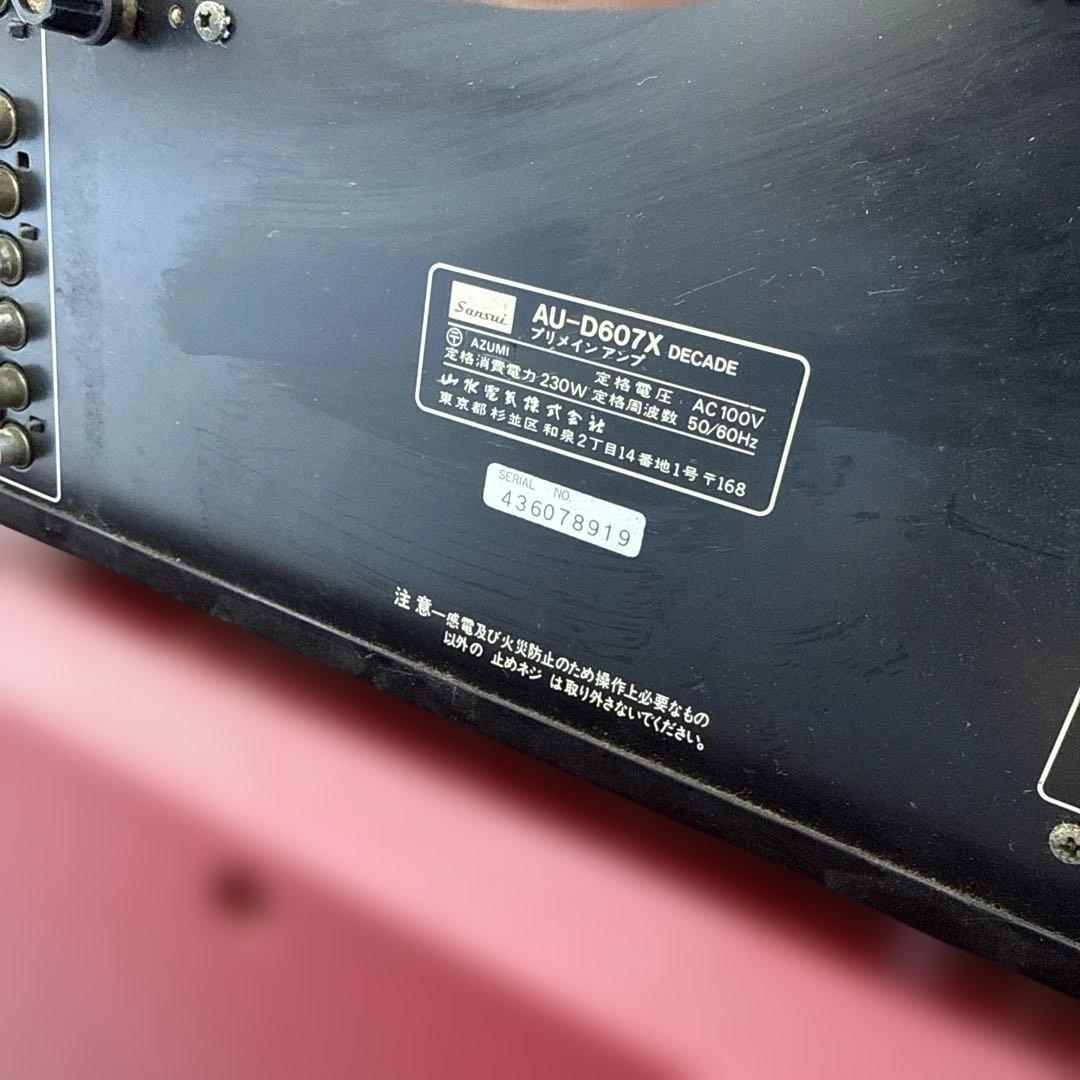 Sansui AU-D607X DECADE
プリメインアンプ
〒 AZUMI 定格電圧 AC100V
定格消費電力 230W 定格周波数 50/60Hz
山水電気株式会社
東京都杉並区和泉2丁目14番地1号 〒168
SERIAL NO.
436078919
注意—感電及び火災防止のため操作上必要なもの
以外の 止めネジ は取り外さないでください。